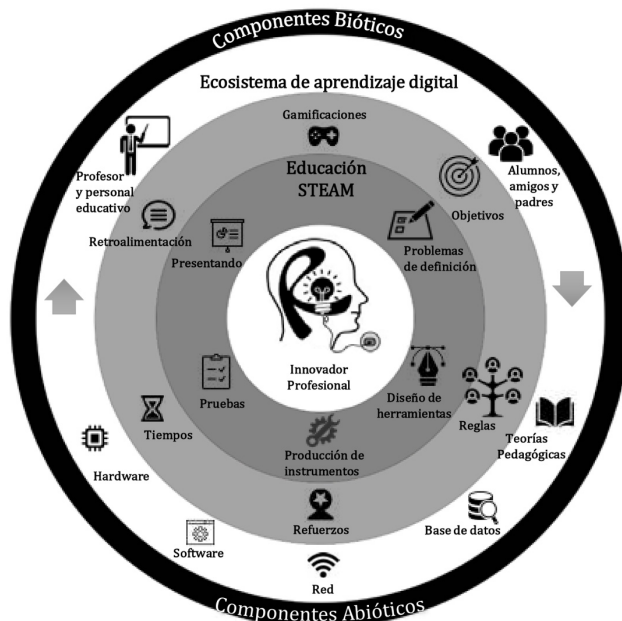 Componentes Bióticos
Ecosistema de aprendizaje digital
Gamificaciones
Profesor
y personal
educativo
Alumnos,
amigos y
padres
Educación
STEAM
Objetivos
Retroalimentación
Presentando
Problemas
de definición
Innovador
Profesional
Pruebas
Diseño de
herramientas
Tiempos
Reglas
Teorías
Pedagógicas
Producción de
instrumentos
Hardware
Refuerzos
Base de datos
Software
Red
Componentes Abióticos